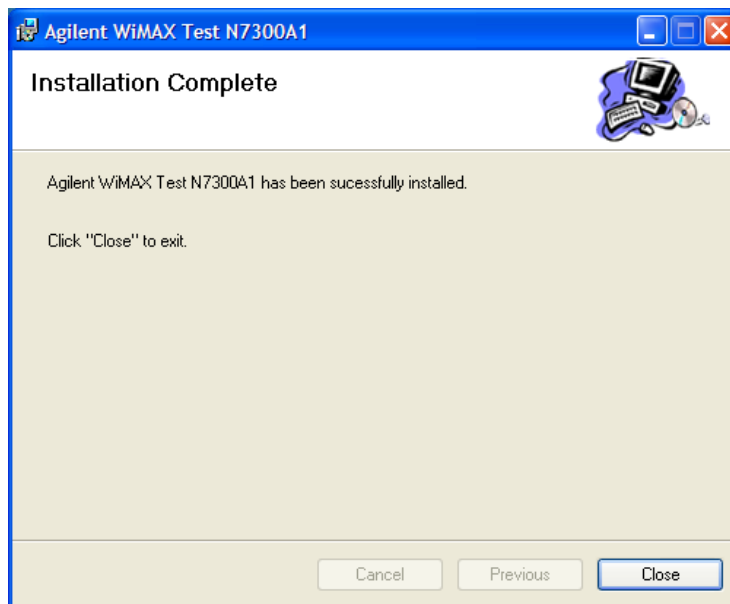 Agilent WiMAX Test N7300A1
Installation Complete
Agilent WiMAX Test N7300A1 has been sucessfully installed.
Click "Close" to exit.
Cancel
Previous
Close